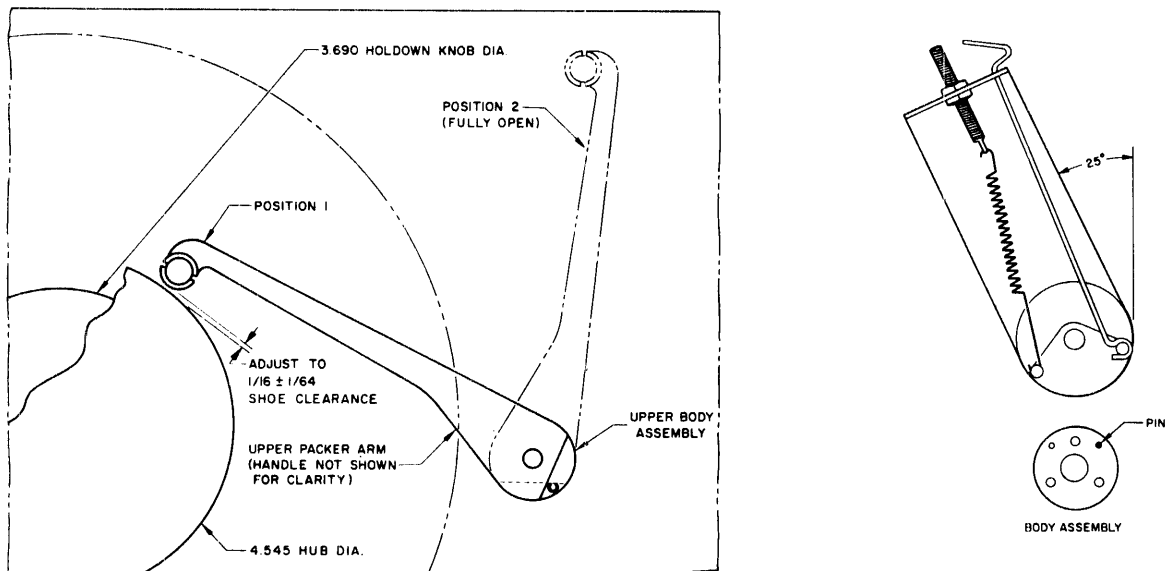 3.690 HOLDOWN KNOB DIA.
POSITION 2
(FULLY OPEN)
POSITION 1
ADJUST TO
1/16 ± 1/64
SHOE CLEARANCE
UPPER PACKER ARM
(HANDLE NOT SHOWN
FOR CLARITY)
UPPER BODY
ASSEMBLY
4.545 HUB DIA.
25°
PIN
BODY ASSEMBLY